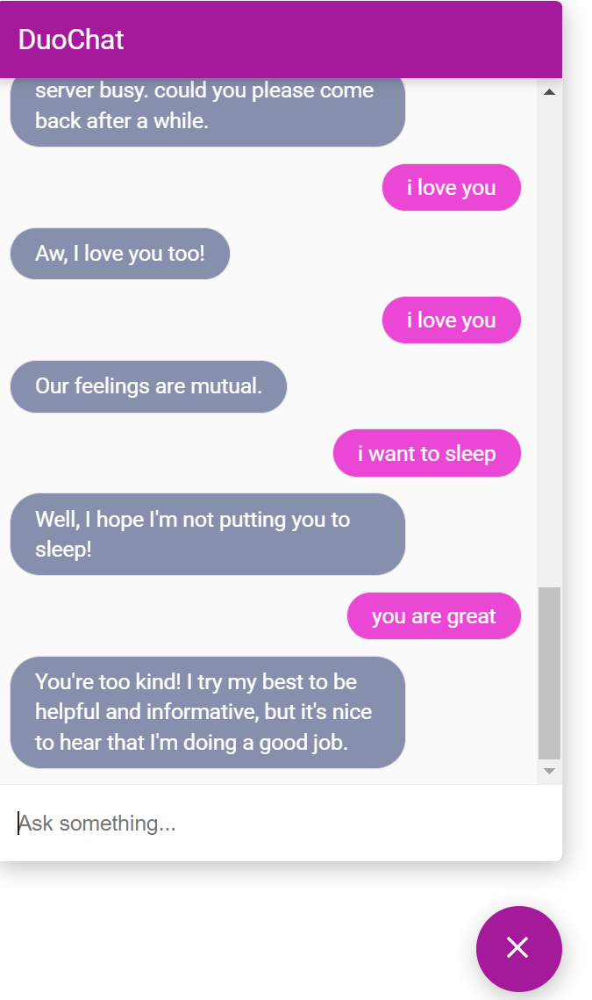 DuoChat
server busy. could you please come
back after a while.
i love you
Aw, I love you too!
i love you
Our feelings are mutual.
i want to sleep
Well, I hope I'm not putting you to
sleep!
you are great
You're too kind! I try my best to be
helpful and informative, but it's nice
to hear that I'm doing a good job.
Ask something...